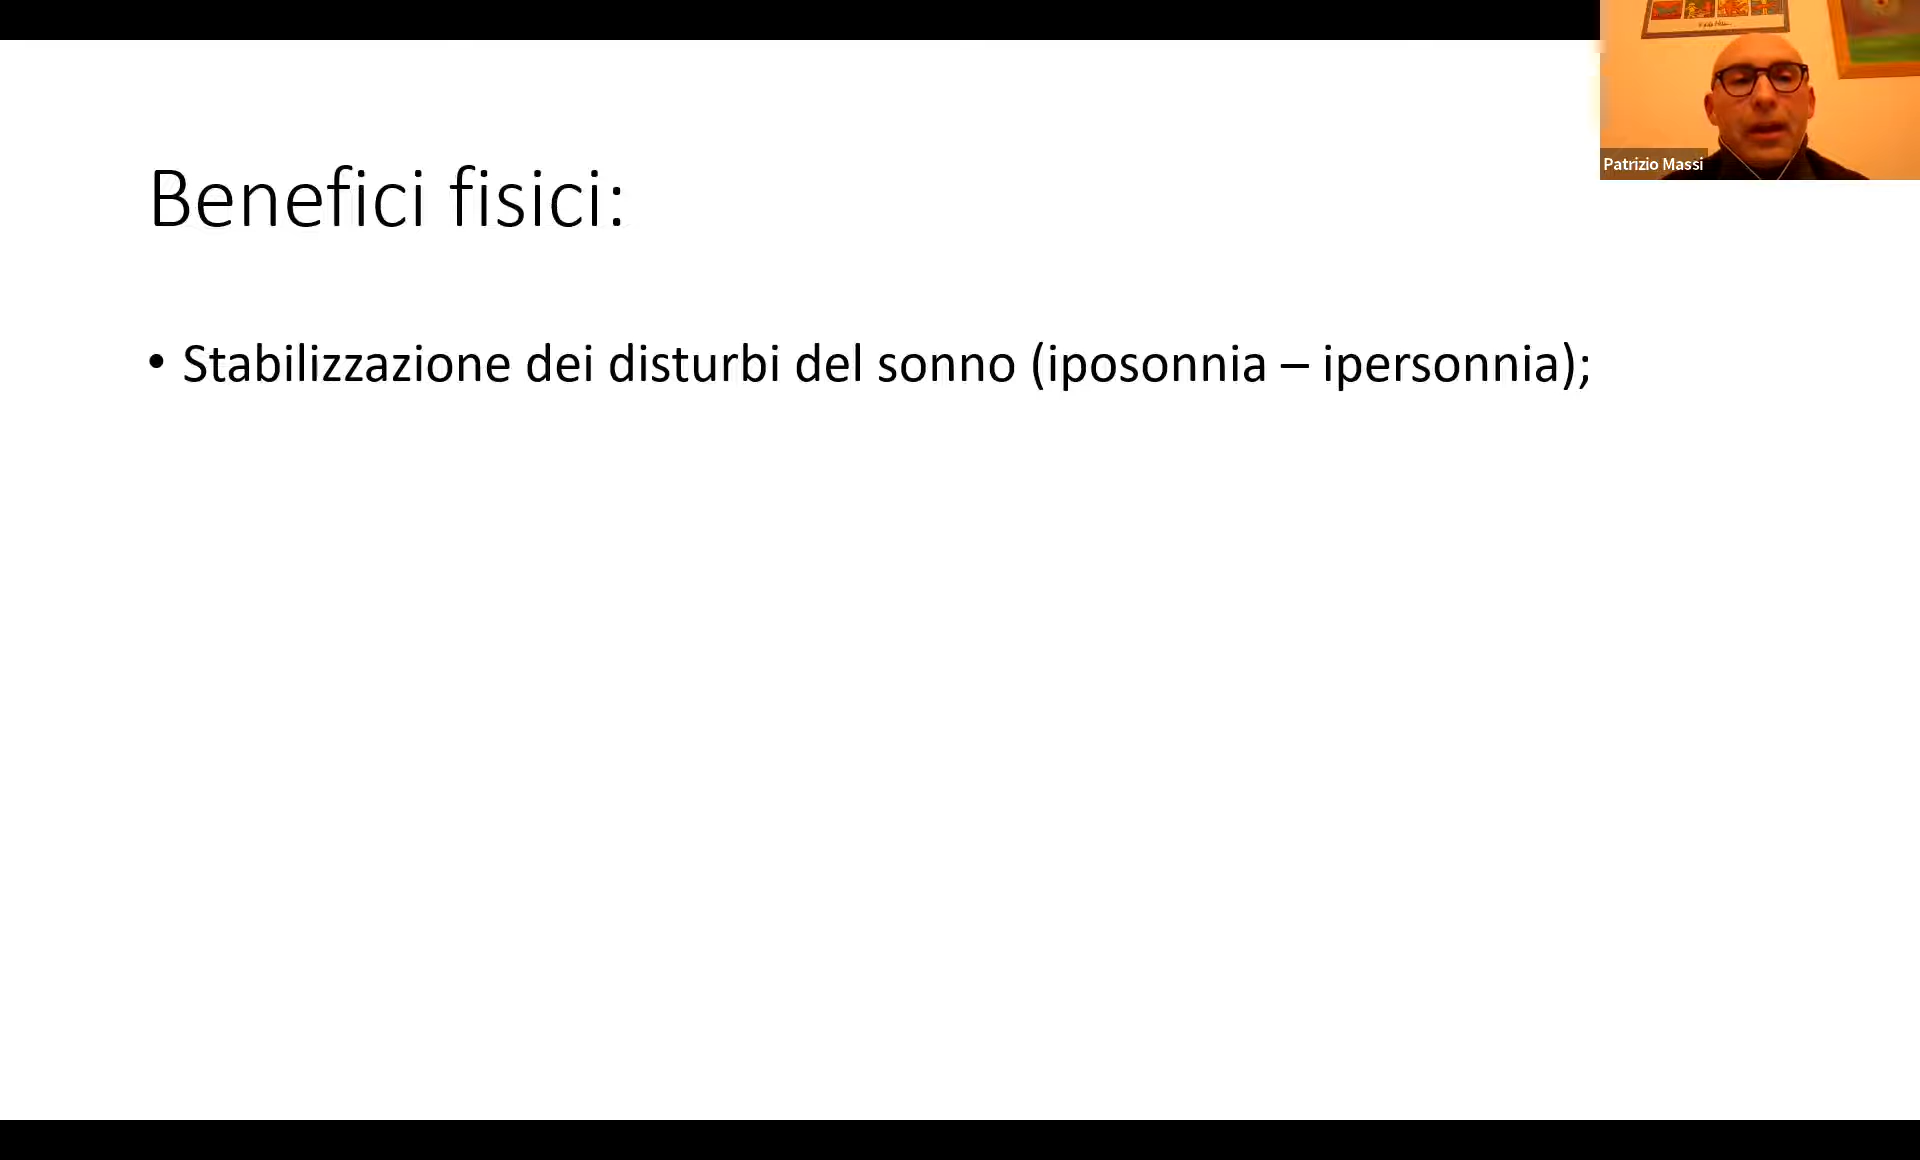 Benefici fisici:
• Stabilizzazione dei disturbi del sonno (iposonnia – ipersonnia);
Patrizio Massi